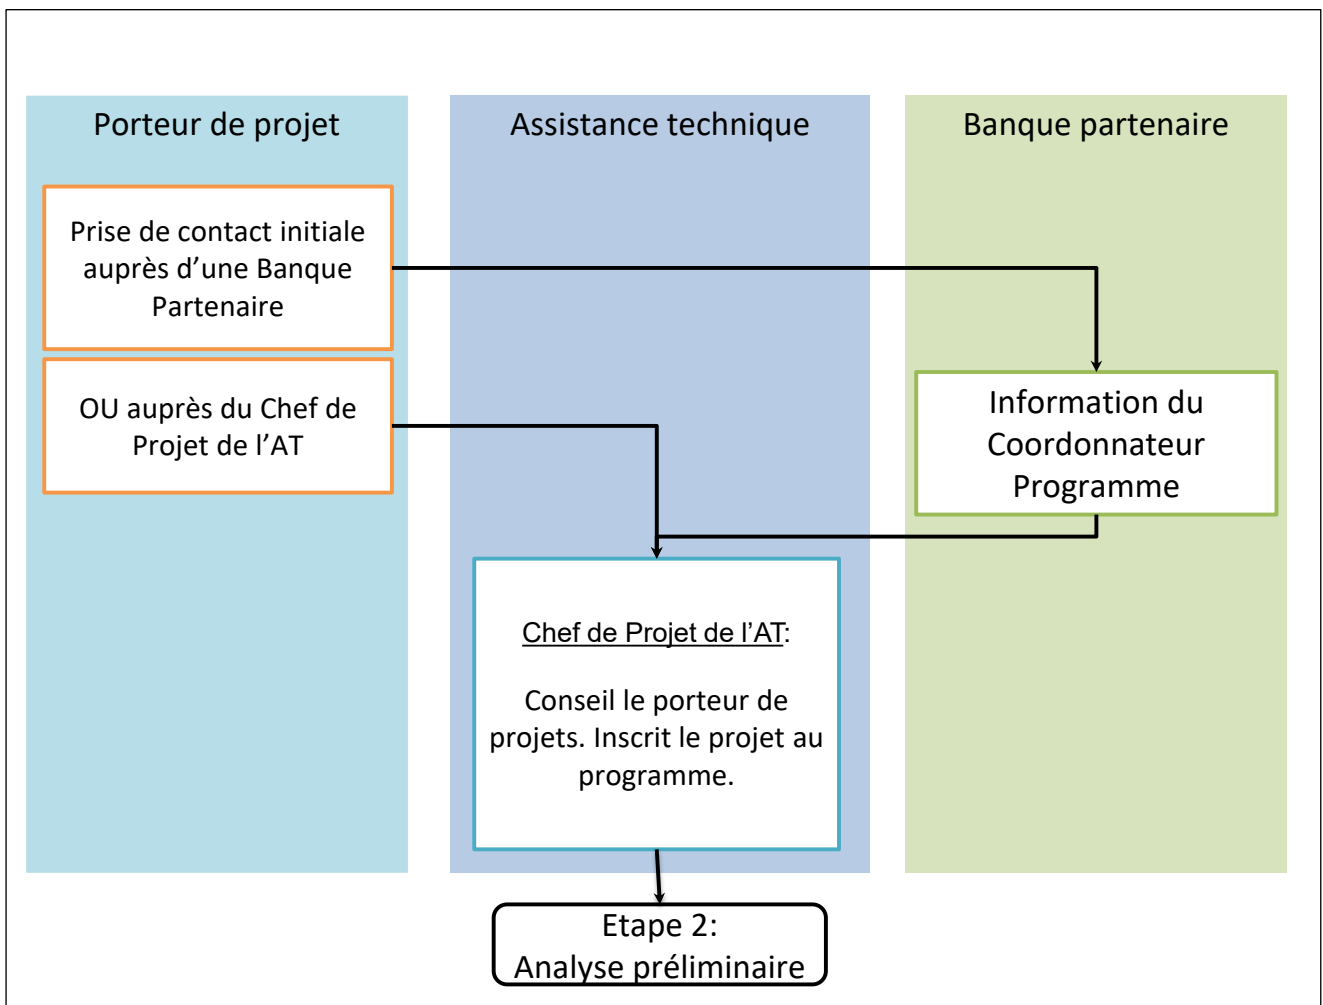 Porteur de projet
Assistance technique
Banque partenaire
Prise de contact initiale
auprès d’une Banque
Partenaire
OU auprès du Chef de
Projet de l’AT
Information du
Coordonnateur
Programme
Chef de Projet de l’AT:
Conseil le porteur de
projets. Inscrit le projet au
programme.
Etape 2:
Analyse préliminaire